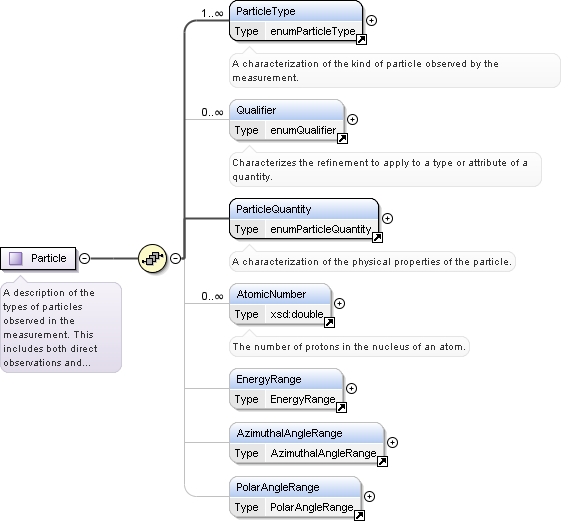 1..∞
ParticleType
Type enumParticleType
A characterization of the kind of particle observed by the
measurement.
0..∞
Qualifier
Type enumQualifier
Characterizes the refinement to apply to a type or attribute of a
quantity.
ParticleQuantity
Type enumParticleQuantity
A characterization of the physical properties of the particle.
Particle
A description of the
types of particles
observed in the
measurement. This
includes both direct
observations and...
0..∞
AtomicNumber
Type xsd:double
The number of protons in the nucleus of an atom.
EnergyRange
Type EnergyRange
AzimuthalAngleRange
Type AzimuthalAngleRange
PolarAngleRange
Type PolarAngleRange